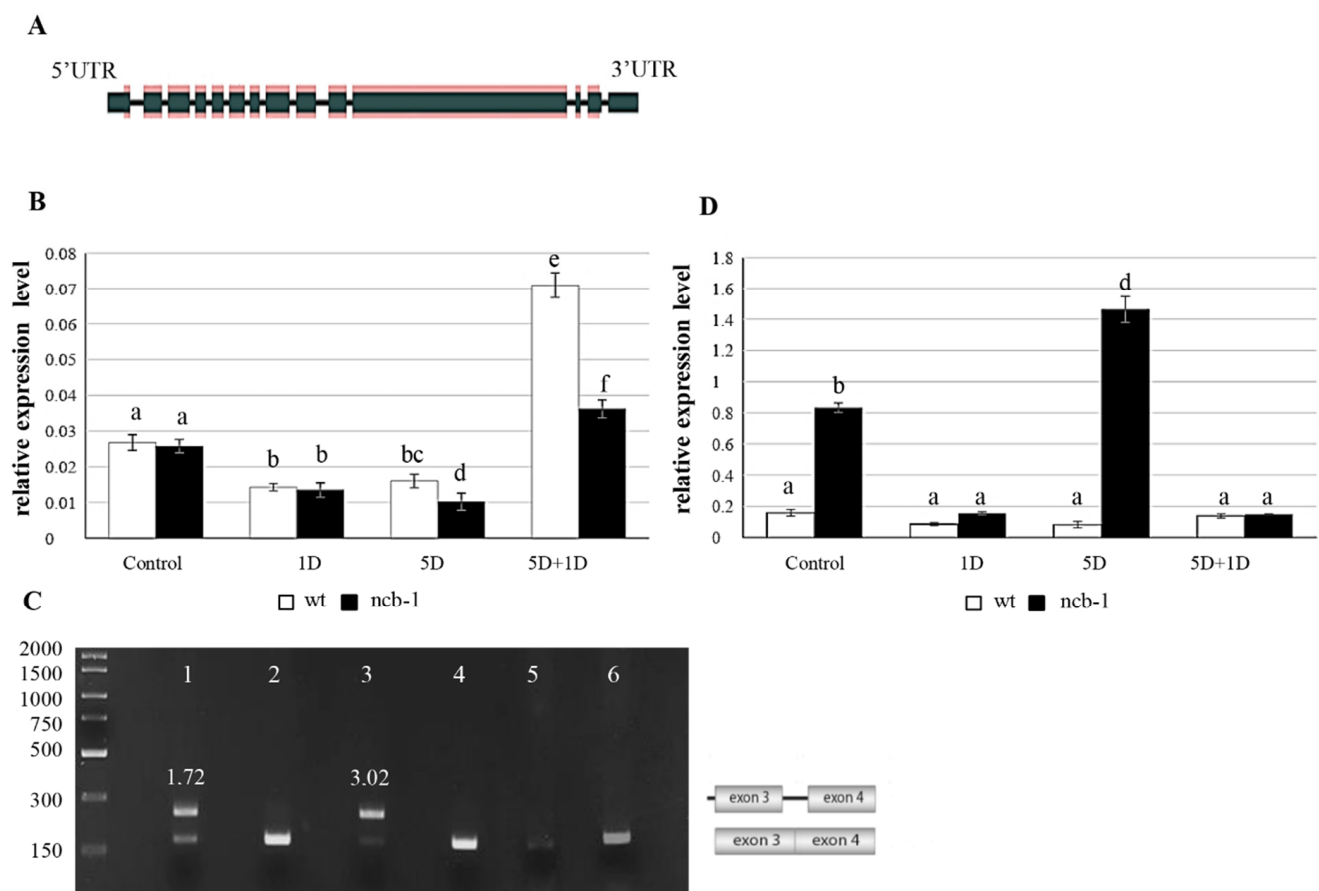 A
5'UTR
3'UTR
B
relative expression level
0.08
0.07
0.06
0.05
0.04
0.03
0.02
0.01
0
a
a
b
b
bc
d
e
f
Control
1D
5D
5D+1D
wt
ncb-1
D
relative expression level
1.8
1.6
1.4
1.2
1
0.8
0.6
0.4
0.2
0
a
b
a
a
a
d
a
a
Control
1D
5D
5D+1D
wt
ncb-1
C
2000
1500
1000
750
500
300
150
1
2
3
4
5
6
1.72
3.02
exon 3
exon 4
exon 3
exon 4